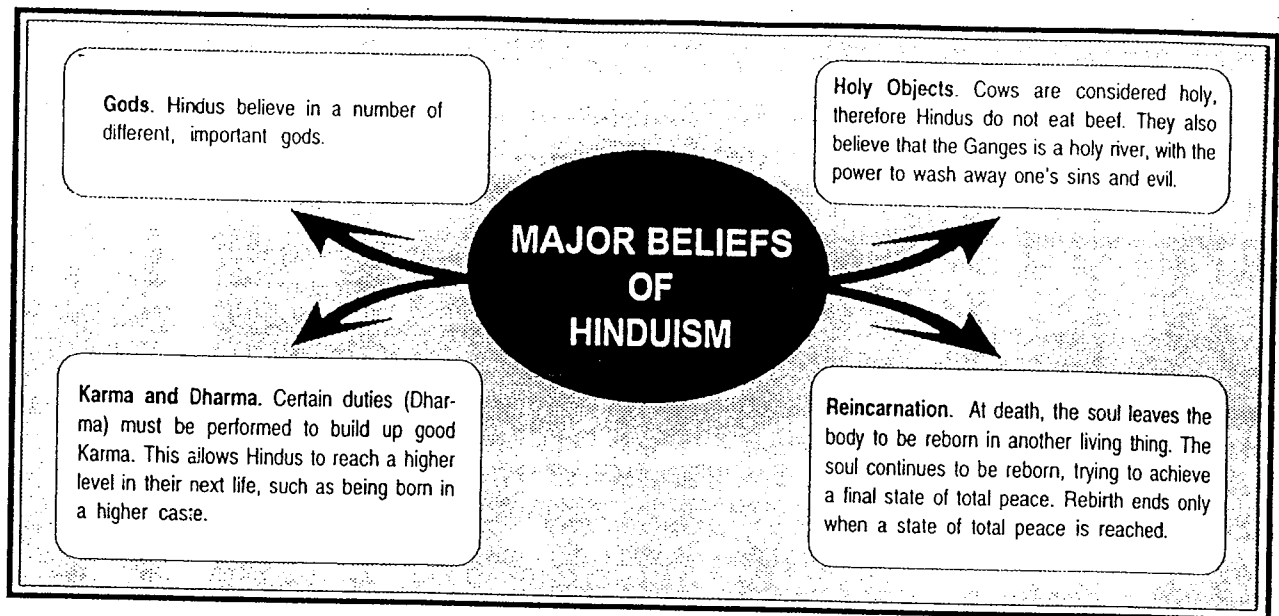 Gods. Hindus believe in a number of
different, important gods.
Holy Objects. Cows are considered holy,
therefore Hindus do not eat beef. They also
believe that the Ganges is a holy river, with the
power to wash away one's sins and evil.
MAJOR BELIEFS
OF
HINDUISM
Karma and Dharma. Certain duties (Dhar-
ma) must be performed to build up good
Karma. This allows Hindus to reach a higher
level in their next life, such as being born in
a higher caste.
Reincarnation. At death, the soul leaves the
body to be reborn in another living thing. The
soul continues to be reborn, trying to achieve
a final state of total peace. Rebirth ends only
when a state of total peace is reached.